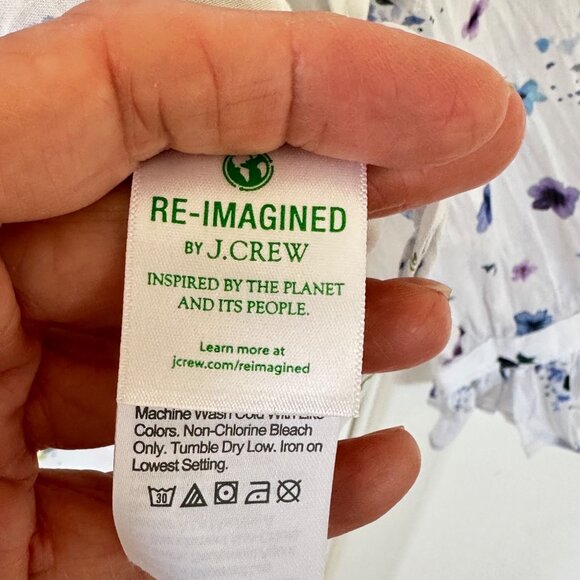 RE-IMAGINED
BY J.CREW
INSPIRED BY THE PLANET
AND ITS PEOPLE.
Learn more at
jcrew.com/reimagined
Machine Wash Cold With Like
Colors. Non-Chlorine Bleach
Only. Tumble Dry Low. Iron on
Lowest Setting.
30